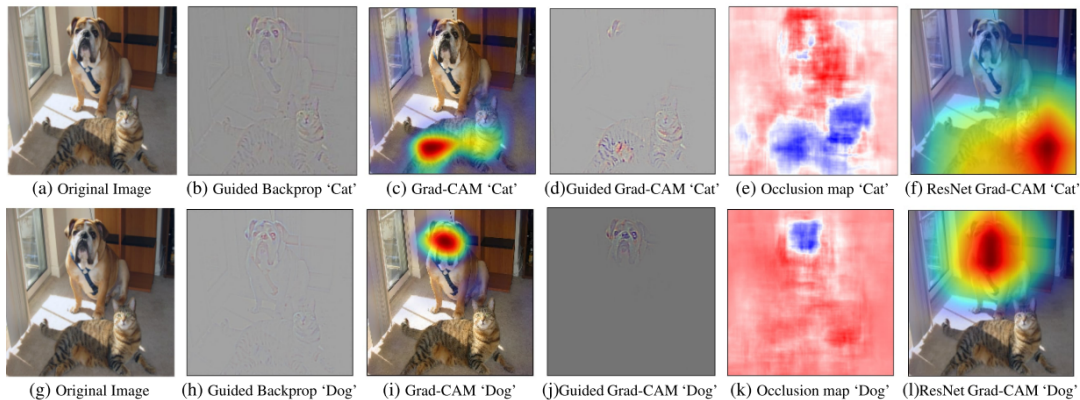 (a) Original Image
(b) Guided Backprop ‘Cat’
(c) Grad-CAM ‘Cat’
(d)Guided Grad-CAM ‘Cat’
(e) Occlusion map ‘Cat’
(f) ResNet Grad-CAM ‘Cat’
(g) Original Image
(h) Guided Backprop ‘Dog’
(i) Grad-CAM ‘Dog’
(j)Guided Grad-CAM ‘Dog’
(k) Occlusion map ‘Dog’
(l)ResNet Grad-CAM ‘Dog’